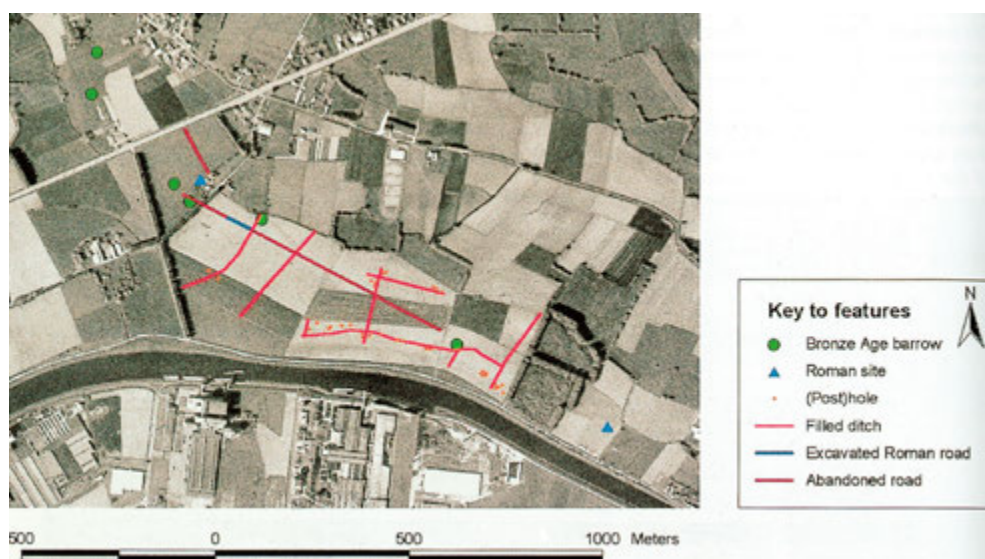 N
Key to features
Bronze Age barrow
Roman site
(Post)hole
Filled ditch
Excavated Roman road
Abandoned road
500 0 500 1000 Meters